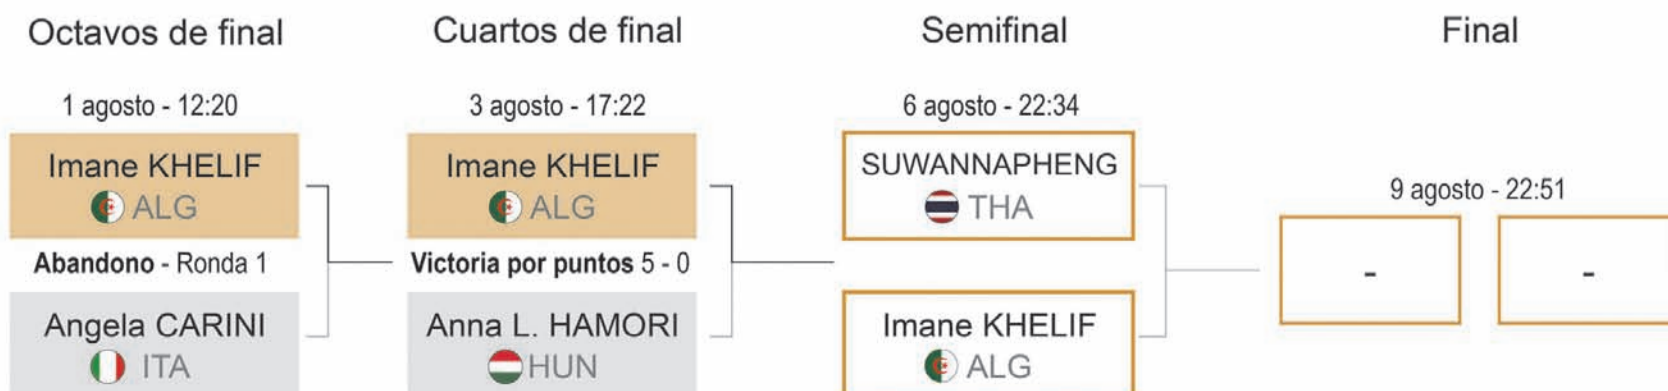 Octavos de final
Cuartos de final
Semifinal
Final
1 agosto - 12:20
3 agosto - 17:22
6 agosto - 22:34
9 agosto - 22:51
Imane KHELIF
ALG
Abandono - Ronda 1
Angela CARINI
ITA
Imane KHELIF
ALG
Victoria por puntos 5 - 0
Anna L. HAMORI
HUN
SUWANNAPHENG
THA
Imane KHELIF
ALG
-
-